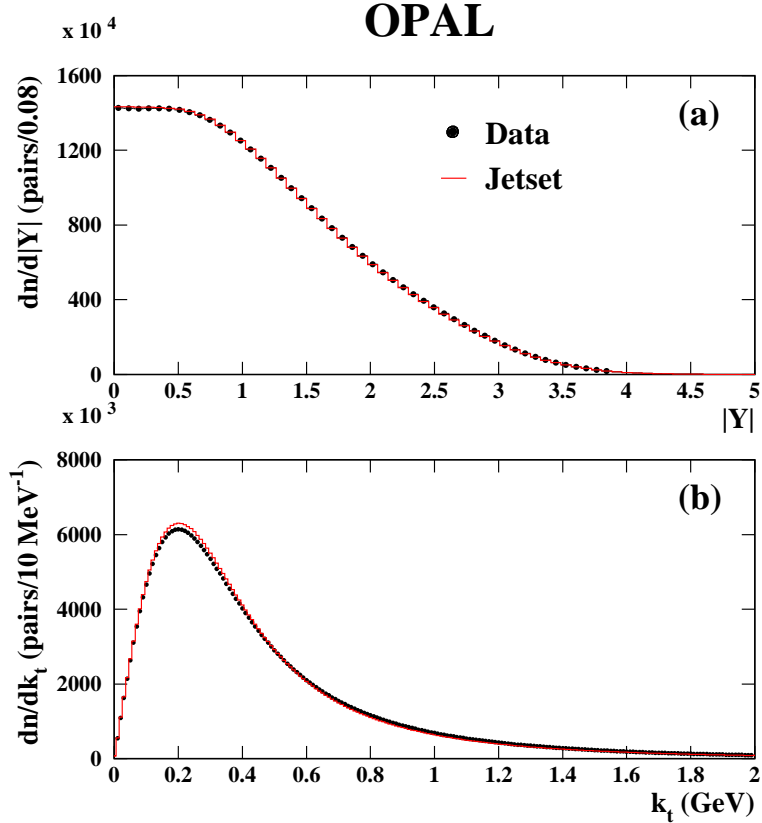 OPAL
x 10^4
1600
1200
800
400
0
dn/d|Y| (pairs/0.08)
(a)
Data
Jetset
0 0.5 1 1.5 2 2.5 3 3.5 4 4.5 5
|Y|
x 10^3
8000
6000
4000
2000
0
dn/dk_t (pairs/10 MeV^-1)
(b)
0 0.2 0.4 0.6 0.8 1 1.2 1.4 1.6 1.8 2
k_t (GeV)